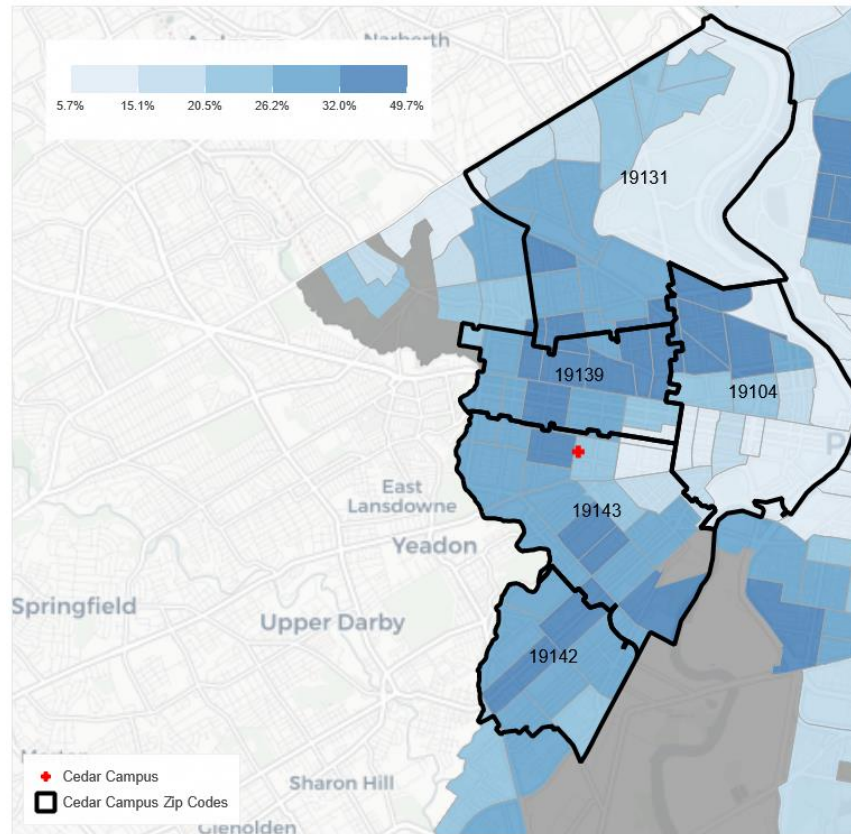 Narberth
5.7% 15.1% 20.5% 26.2% 32.0% 49.7%
19131
19139
19104
P
East
Lansdowne
19143
Yeadon
Springfield
Upper Darby
19142
Sharon Hill
Cedar Campus
Cedar Campus Zip Codes
Glenolden